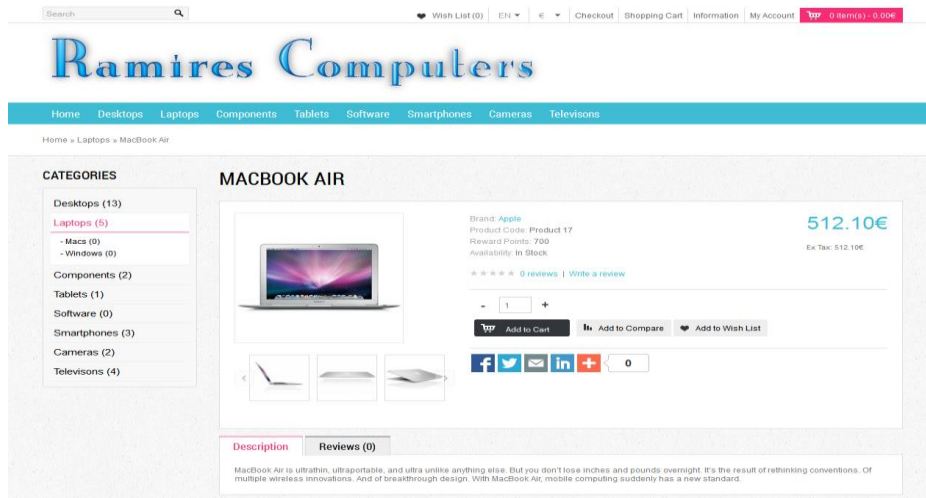 Search
Wish List (0) EN € Checkout Shopping Cart Information My Account 0 item(s) - 0.00€
Ramires Computers
Home Desktops Laptops Components Tablets Software Smartphones Cameras Televisons
Home » Laptops » MacBook Air
CATEGORIES
Desktops (13)
Laptops (5)
- Macs (0)
- Windows (0)
Components (2)
Tablets (1)
Software (0)
Smartphones (3)
Cameras (2)
Televisons (4)
MACBOOK AIR
Brand: Apple
Product Code: Product 17
Reward Points: 700
Availability: In Stock
0 reviews | Write a review
512.10€
Ex Tax: 512.10€
- 1 +
Add to Cart Add to Compare Add to Wish List
f in + 0
Description Reviews (0)
MacBook Air is ultrathin, ultraportable, and ultra unlike anything else. But you don't lose inches and pounds overnight. It's the result of rethinking conventions. Of
multiple wireless innovations. And of breakthrough design. With MacBook Air, mobile computing suddenly has a new standard.